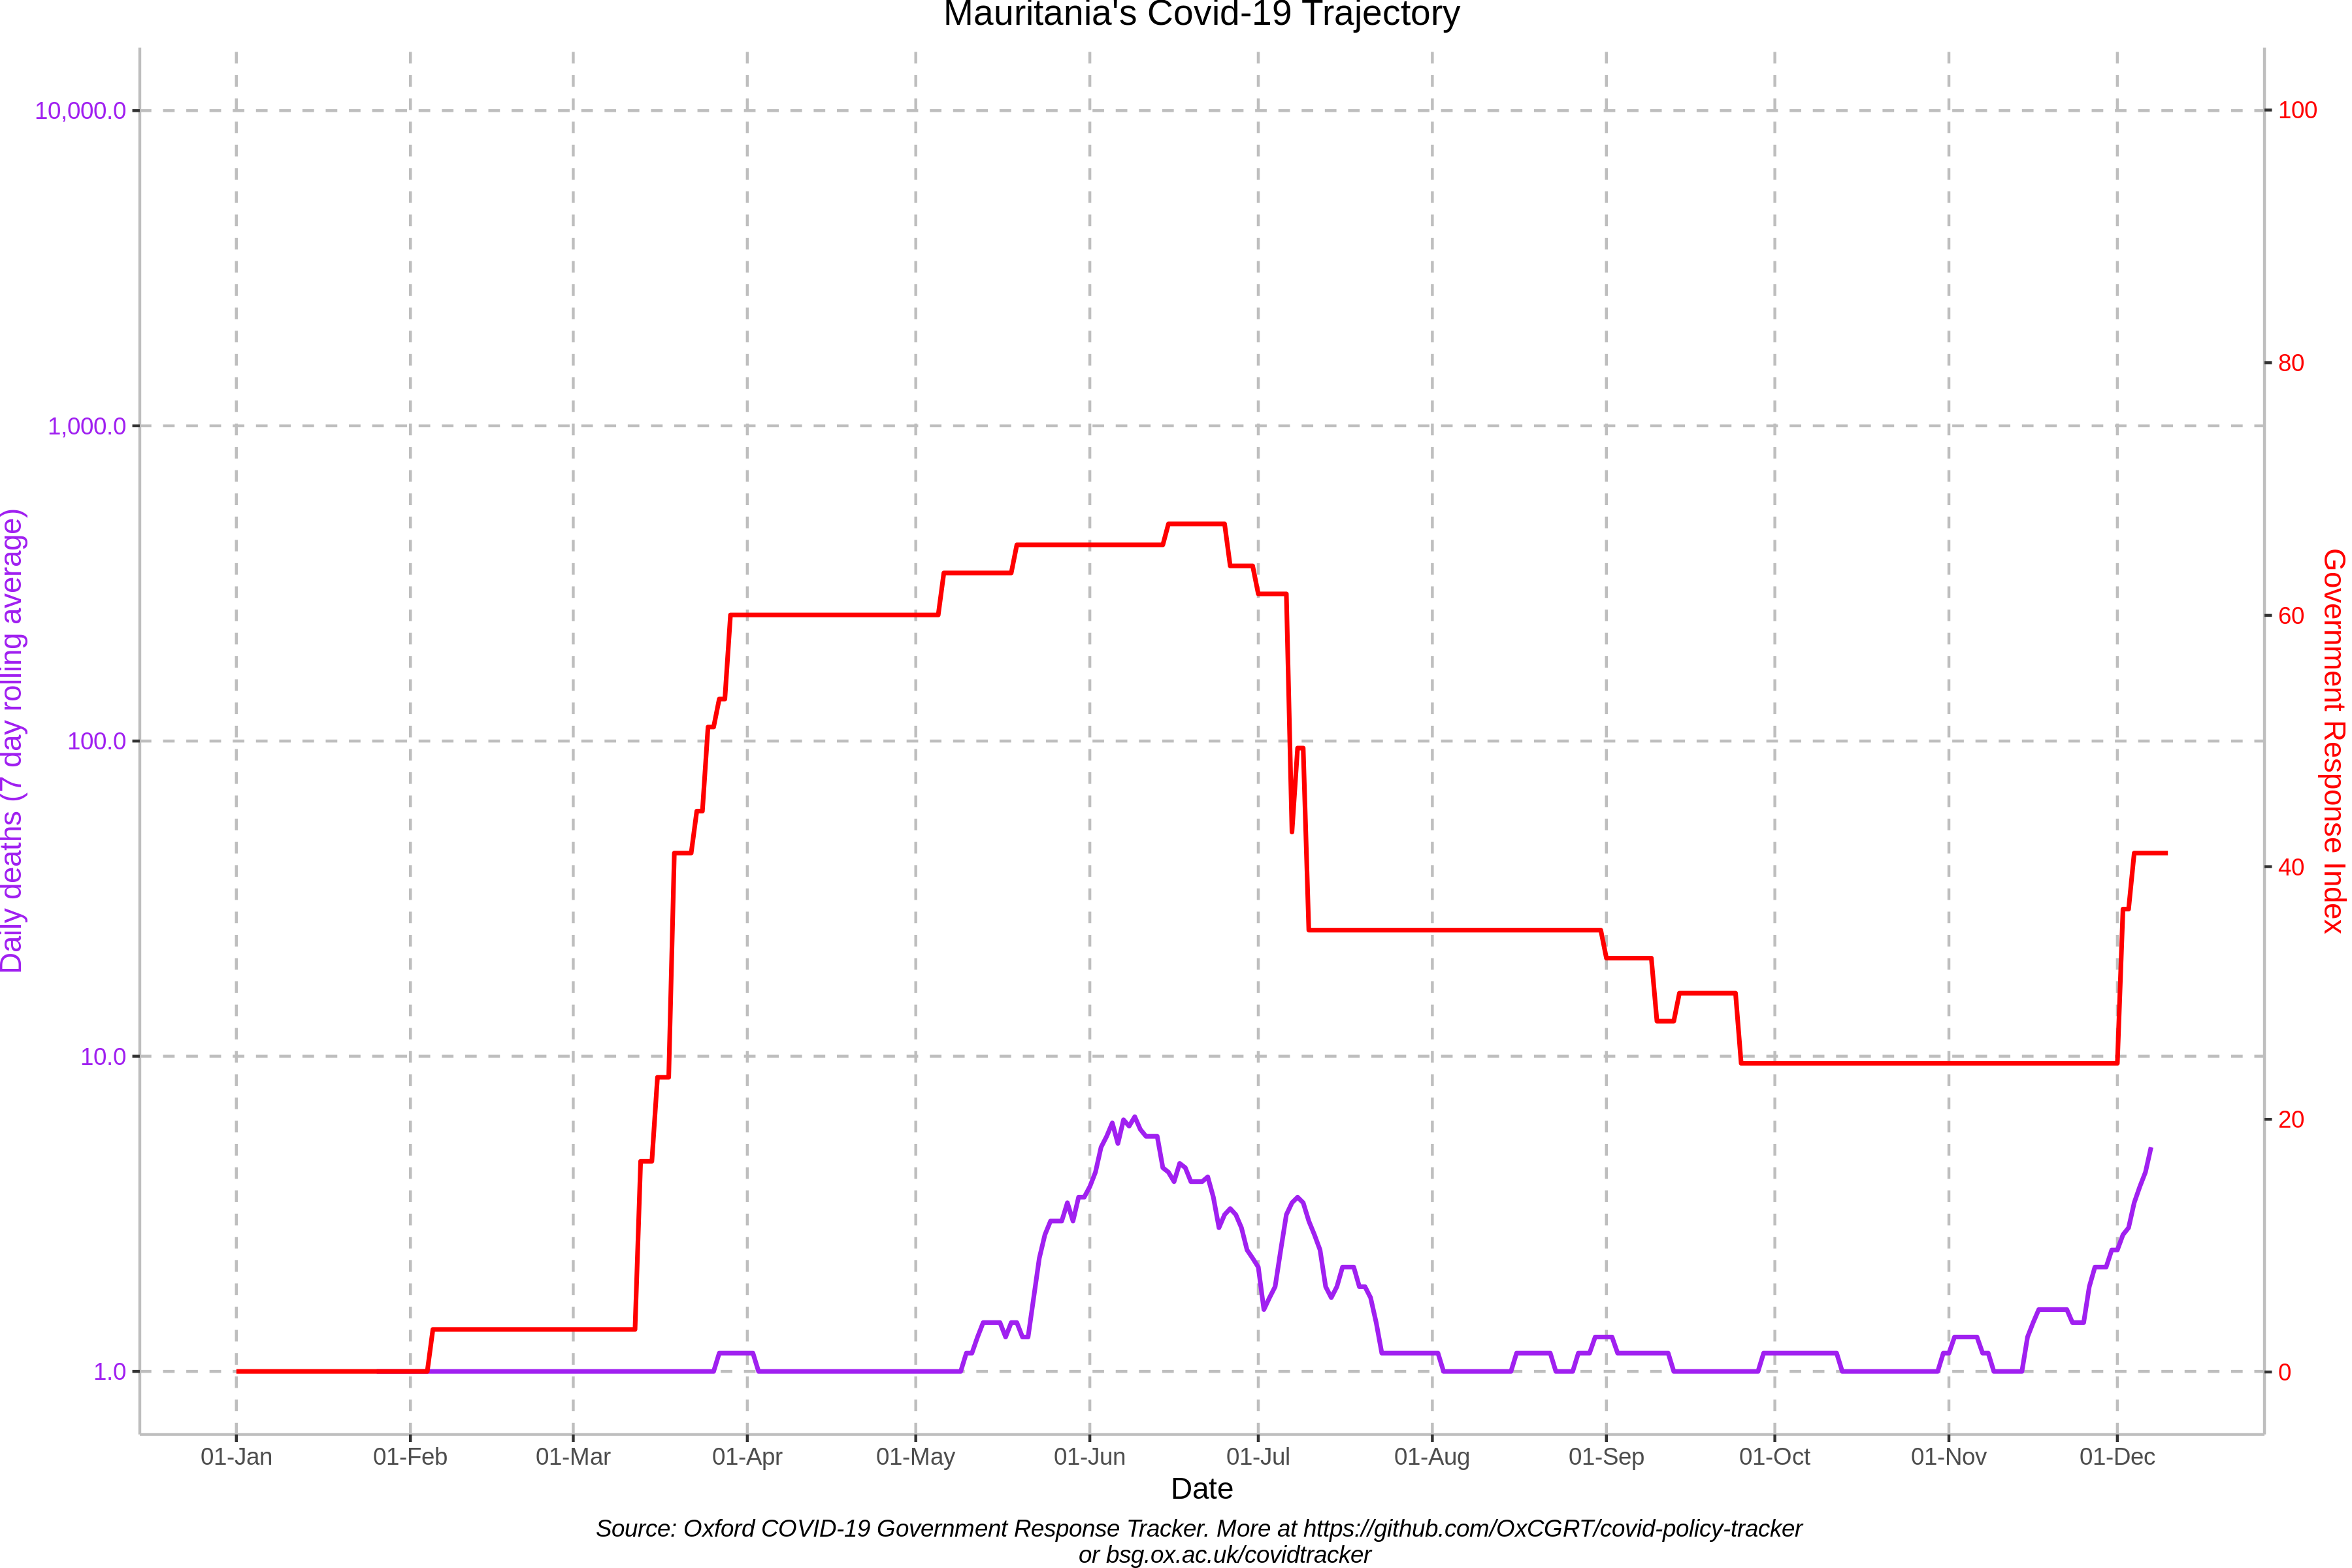 Mauritania's Covid-19 Trajectory
10,000.0
1,000.0
100.0
10.0
1.0
Daily deaths (7 day rolling average)
100
80
60
40
20
0
Government Response Index
01-Jan 01-Feb 01-Mar 01-Apr 01-May 01-Jun 01-Jul 01-Aug 01-Sep 01-Oct 01-Nov 01-Dec
Date
Source: Oxford COVID-19 Government Response Tracker. More at https://github.com/OxCGRT/covid-policy-tracker
or bsg.ox.ac.uk/covidtracker